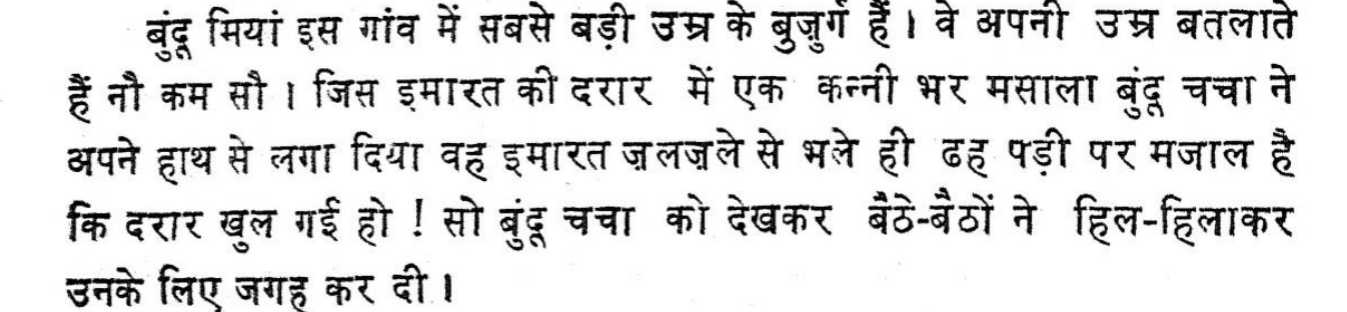 बुंदू मियां इस गांव में सबसे बड़ी उम्र के बुज़ुर्ग हैं। वे अपनी उम्र बतलाते
हैं नौ कम सौ । जिस इमारत की दरार में एक कन्नी भर मसाला बुंदू चचा ने
अपने हाथ से लगा दिया वह इमारत ज़लज़ले से भले ही ढह पड़ी पर मजाल है
कि दरार खुल गई हो ! सो बुंदू चचा को देखकर बैठे-बैठों ने हिल-हिलाकर
उनके लिए जगह कर दी ।